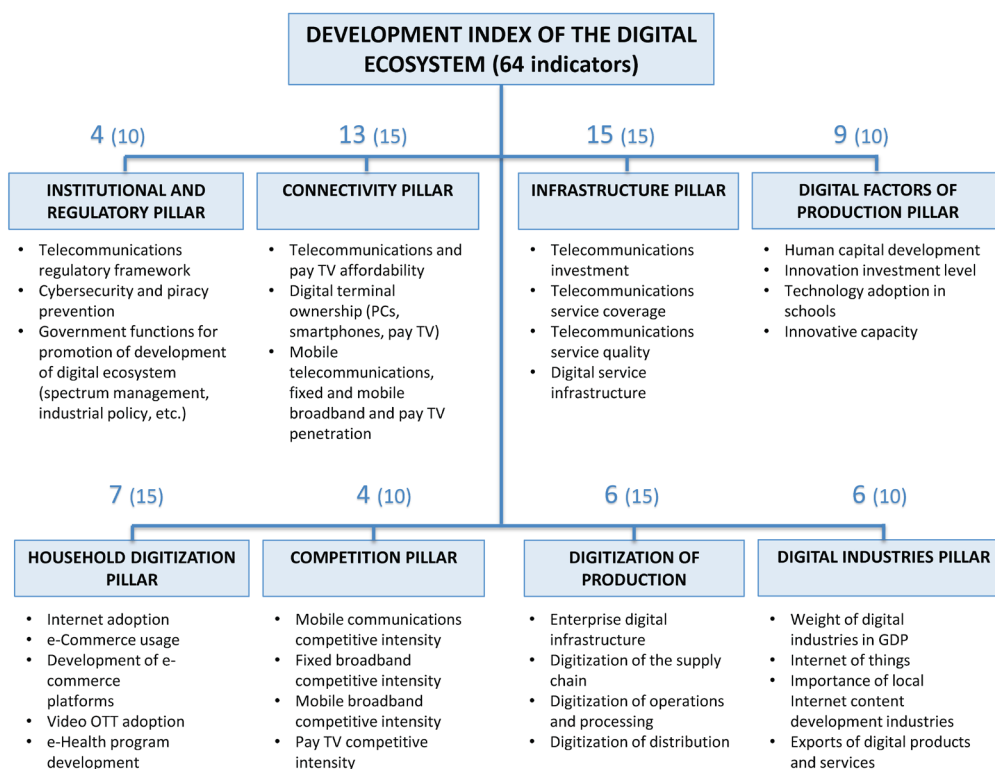 DEVELOPMENT INDEX OF THE DIGITAL
ECOSYSTEM (64 indicators)
4 (10)
13 (15)
15 (15)
9 (10)
INSTITUTIONAL AND
REGULATORY PILLAR
• Telecommunications
regulatory framework
• Cybersecurity and piracy
prevention
• Government functions for
promotion of development
of digital ecosystem
(spectrum management,
industrial policy, etc.)
CONNECTIVITY PILLAR
• Telecommunications and
pay TV affordability
• Digital terminal
ownership (PCs,
smartphones, pay TV)
• Mobile
telecommunications,
fixed and mobile
broadband and pay TV
penetration
INFRASTRUCTURE PILLAR
• Telecommunications
investment
• Telecommunications
service coverage
• Telecommunications
service quality
• Digital service
infrastructure
DIGITAL FACTORS OF
PRODUCTION PILLAR
• Human capital development
• Innovation investment level
• Technology adoption in
schools
• Innovative capacity
7 (15)
4 (10)
6 (15)
6 (10)
HOUSEHOLD DIGITIZATION
PILLAR
• Internet adoption
• e-Commerce usage
• Development of e-
commerce
platforms
• Video OTT adoption
• e-Health program
development
COMPETITION PILLAR
• Mobile communications
competitive intensity
• Fixed broadband
competitive intensity
• Mobile broadband
competitive intensity
• Pay TV competitive
intensity
DIGITIZATION OF
PRODUCTION
• Enterprise digital
infrastructure
• Digitization of the supply
chain
• Digitization of operations
and processing
• Digitization of distribution
DIGITAL INDUSTRIES PILLAR
• Weight of digital
industries in GDP
• Internet of things
• Importance of local
Internet content
development industries
• Exports of digital products
and services